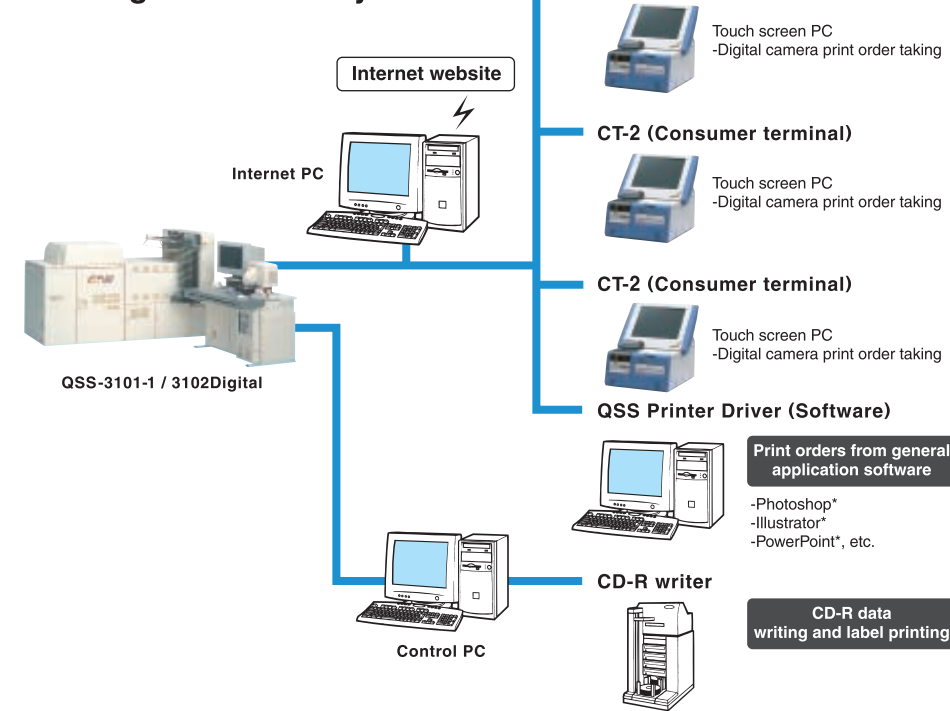 Touch screen PC
-Digital camera print order taking
Internet website
CT-2 (Consumer terminal)
Internet PC
Touch screen PC
-Digital camera print order taking
CT-2 (Consumer terminal)
Touch screen PC
-Digital camera print order taking
QSS-3101-1 / 3102Digital
QSS Printer Driver (Software)
Print orders from general
application software
-Photoshop*
-Illustrator*
-PowerPoint*, etc.
CD-R writer
CD-R data
writing and label printing
Control PC